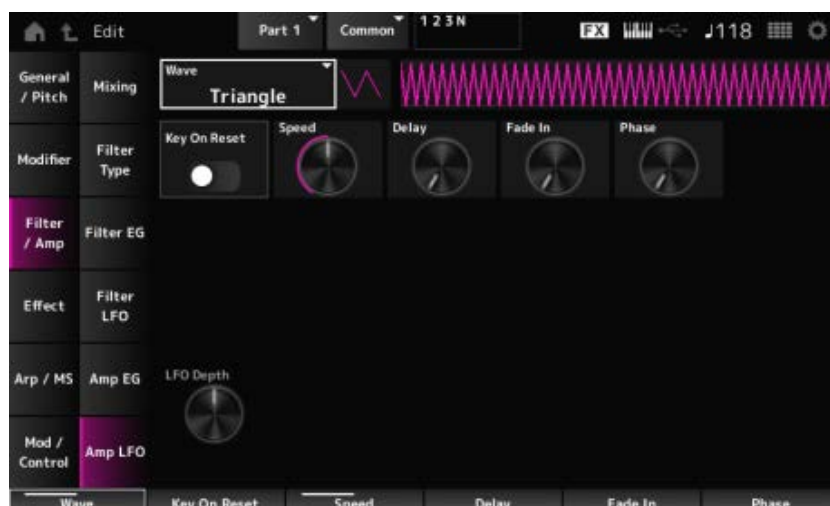 Edit
Part 1
Common
1 2 3 N
FX
♩118
General / Pitch
Modifier
Filter / Amp
Effect
Arp / MS
Mod / Control
Mixing
Filter Type
Filter EG
Filter LFO
Amp EG
Amp LFO
Wave
Triangle
Key On Reset
Speed
Delay
Fade In
Phase
LFO Depth
Wave
Key On Reset
Speed
Delay
Fade In
Phase